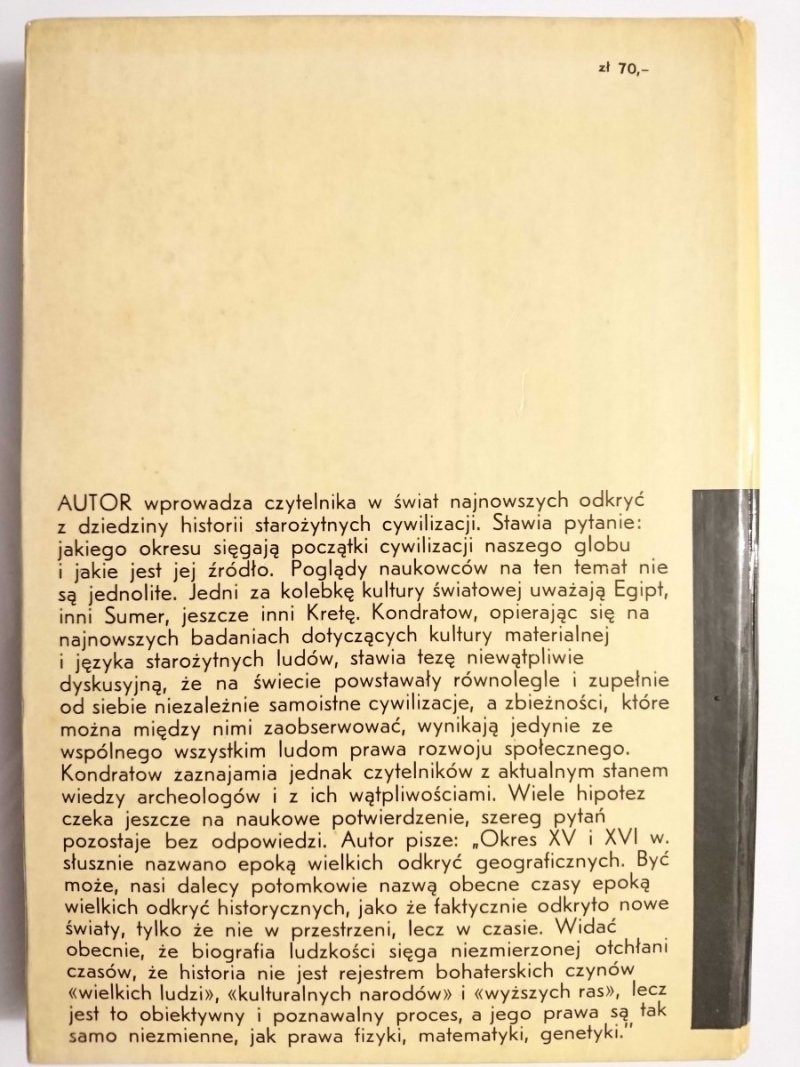 zł 70,–
AUTOR wprowadza czytelnika w świat najnowszych odkryć
z dziedziny historii starożytnych cywilizacji. Stawia pytanie:
jakiego okresu sięgają początki cywilizacji naszego globu
i jakie jest jej źródło. Poglądy naukowców na ten temat nie
są jednolite. Jedni za kolebkę kultury światowej uważają Egipt,
inni Sumer, jeszcze inni Kretę. Kondratow, opierając się na
najnowszych badaniach dotyczących kultury materialnej
i języka starożytnych ludów, stawia tezę niewątpliwie
dyskusyjną, że na świecie powstawały równolegle i zupełnie
od siebie niezależnie samoistne cywilizacje, a zbieżności, które
można między nimi zaobserwować, wynikają jedynie ze
wspólnego wszystkim ludom prawa rozwoju społecznego.
Kondratow zaznajamia jednak czytelników z aktualnym stanem
wiedzy archeologów i z ich wątpliwościami. Wiele hipotez
czeka jeszcze na naukowe potwierdzenie, szereg pytań
pozostaje bez odpowiedzi. Autor pisze: „Okres XV i XVI w.
słusznie nazwano epoką wielkich odkryć geograficznych. Być
może, nasi dalecy potomkowie nazwą obecne czasy epoką
wielkich odkryć historycznych, jako że faktycznie odkryto nowe
światy, tylko że nie w przestrzeni, lecz w czasie. Widać
obecnie, że biografia ludzkości sięga niezmierzonej otchłani
czasów, że historia nie jest rejestrem bohaterskich czynów
«wielkich ludzi», «kulturalnych narodów» i «wyższych ras», lecz
jest to obiektywny i poznawalny proces, a jego prawa są tak
samo niezmienne, jak prawa fizyki, matematyki, genetyki.”